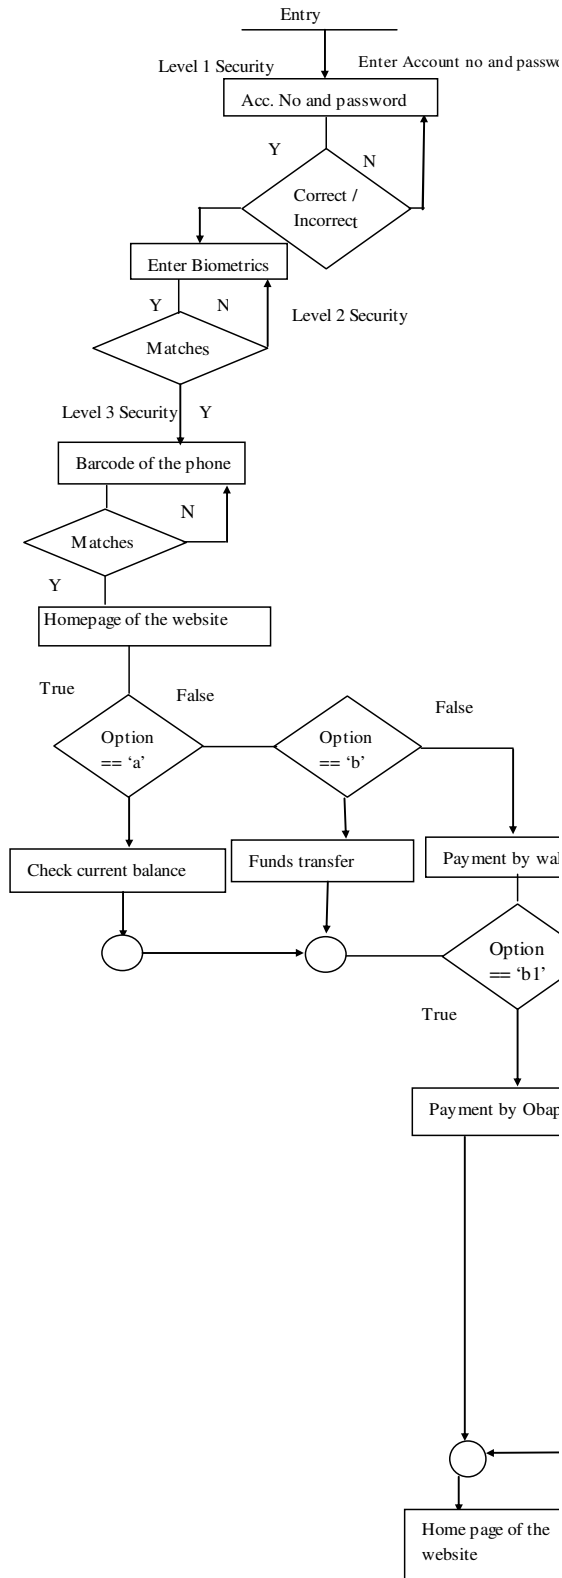 Entry
Level 1 Security
Enter Account no and passwo
Acc. No and password
Y
N
Correct /
Incorrect
Enter Biometrics
Y
N
Level 2 Security
Matches
Level 3 Security
Y
Barcode of the phone
N
Matches
Y
Homepage of the website
True
False
False
Option
== ‘a’
Option
== ‘b’
Check current balance
Funds transfer
Payment by wal
Option
== ‘b1’
True
Payment by Obap
Home page of the
website